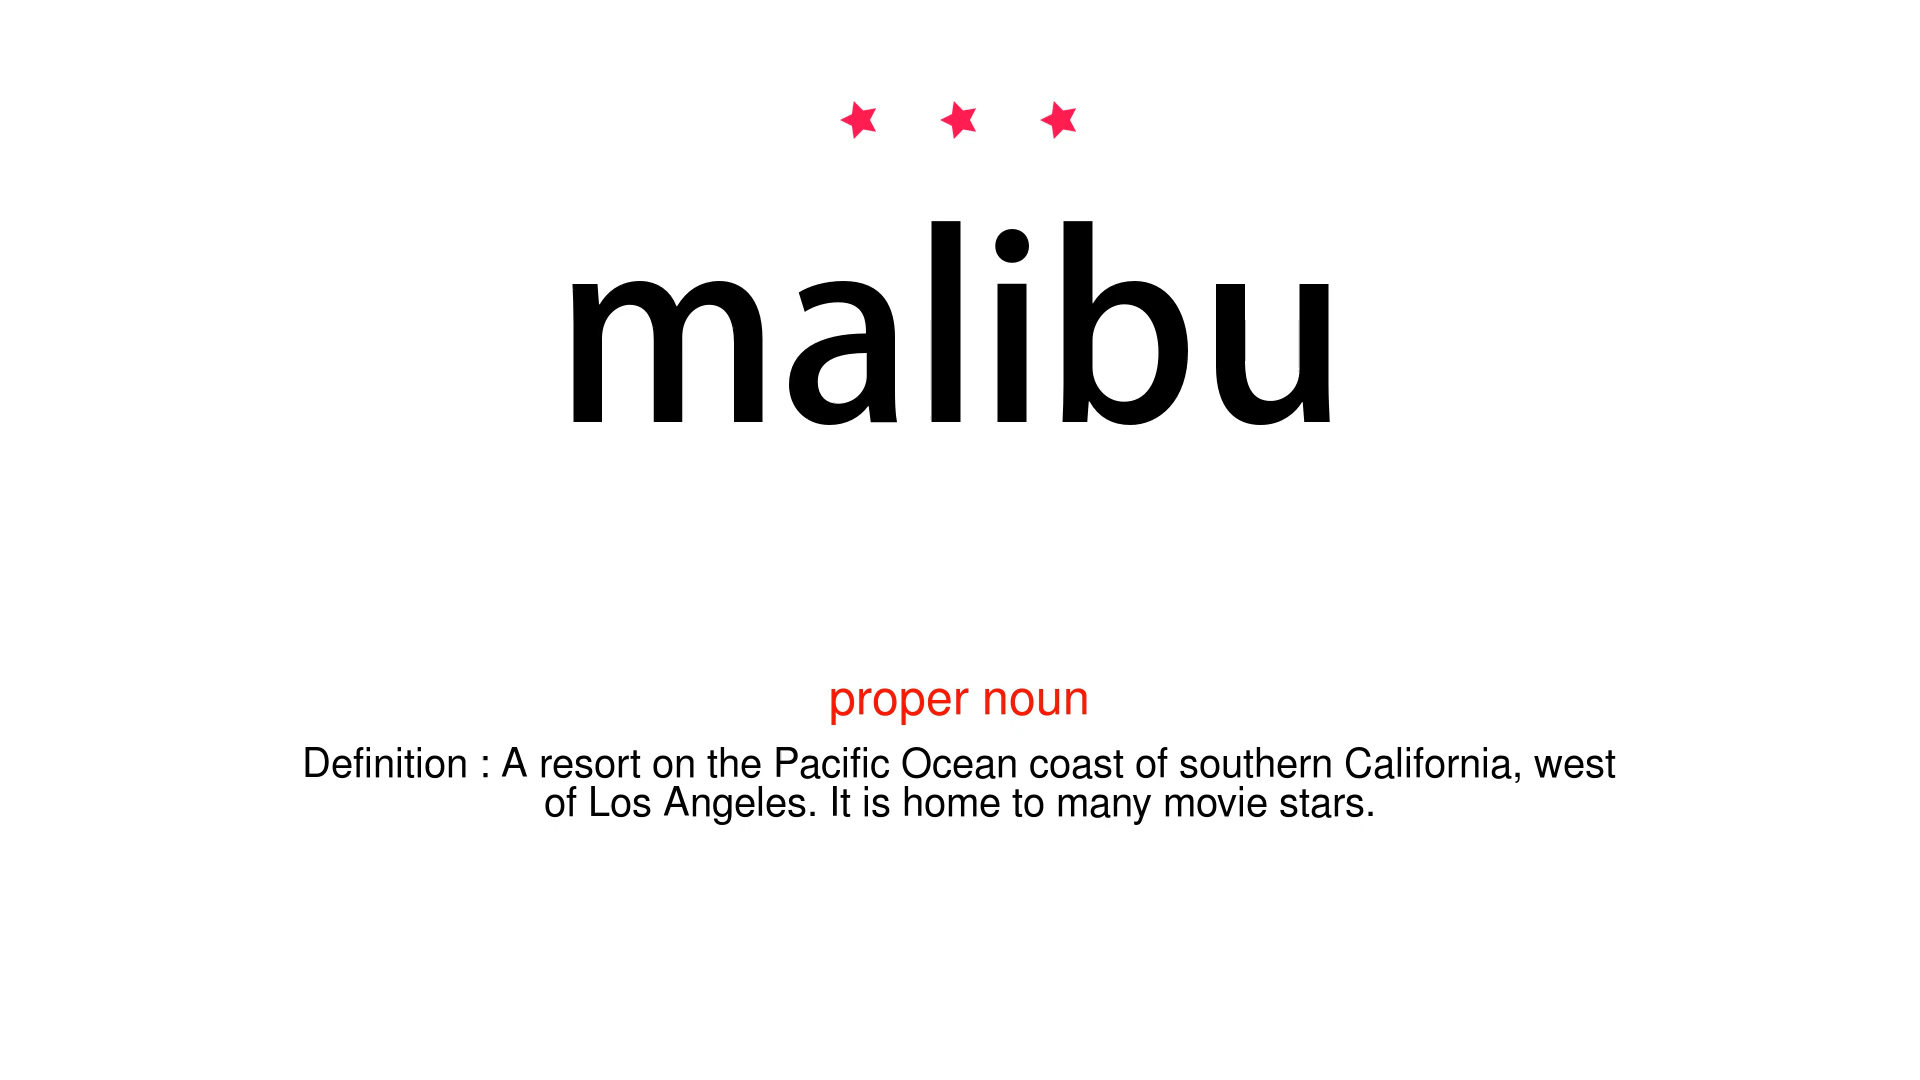 malibu
proper noun
Definition : A resort on the Pacific Ocean coast of southern California, west
of Los Angeles. It is home to many movie stars.